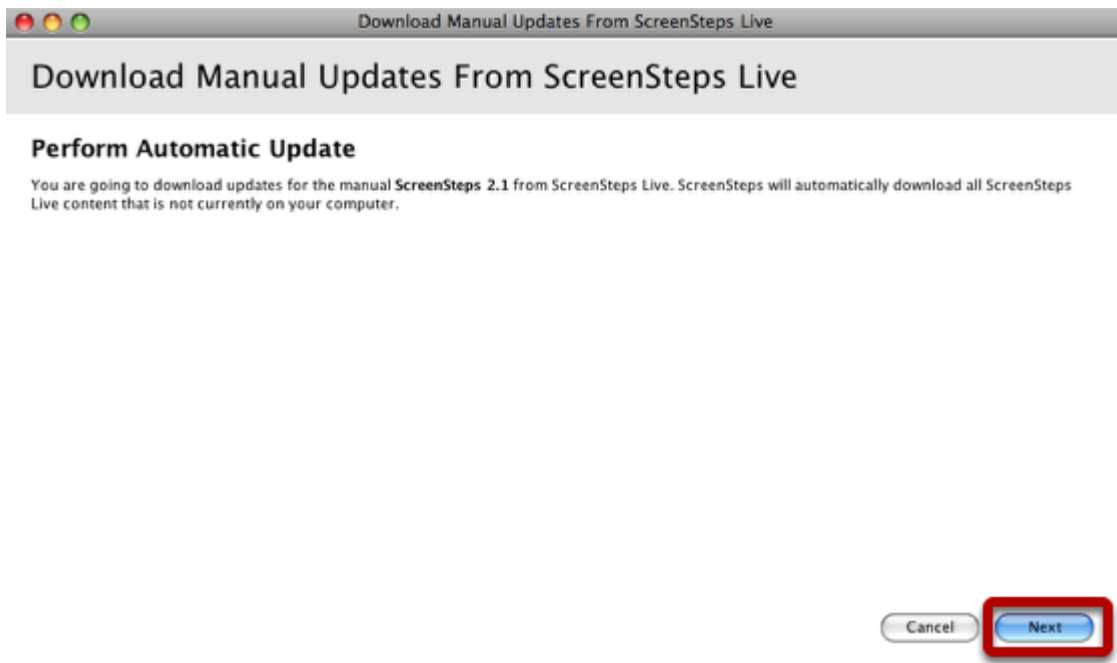 Download Manual Updates From ScreenSteps Live
Download Manual Updates From ScreenSteps Live
Perform Automatic Update
You are going to download updates for the manual ScreenSteps 2.1 from ScreenSteps Live. ScreenSteps will automatically download all ScreenSteps
Live content that is not currently on your computer.
Cancel Next